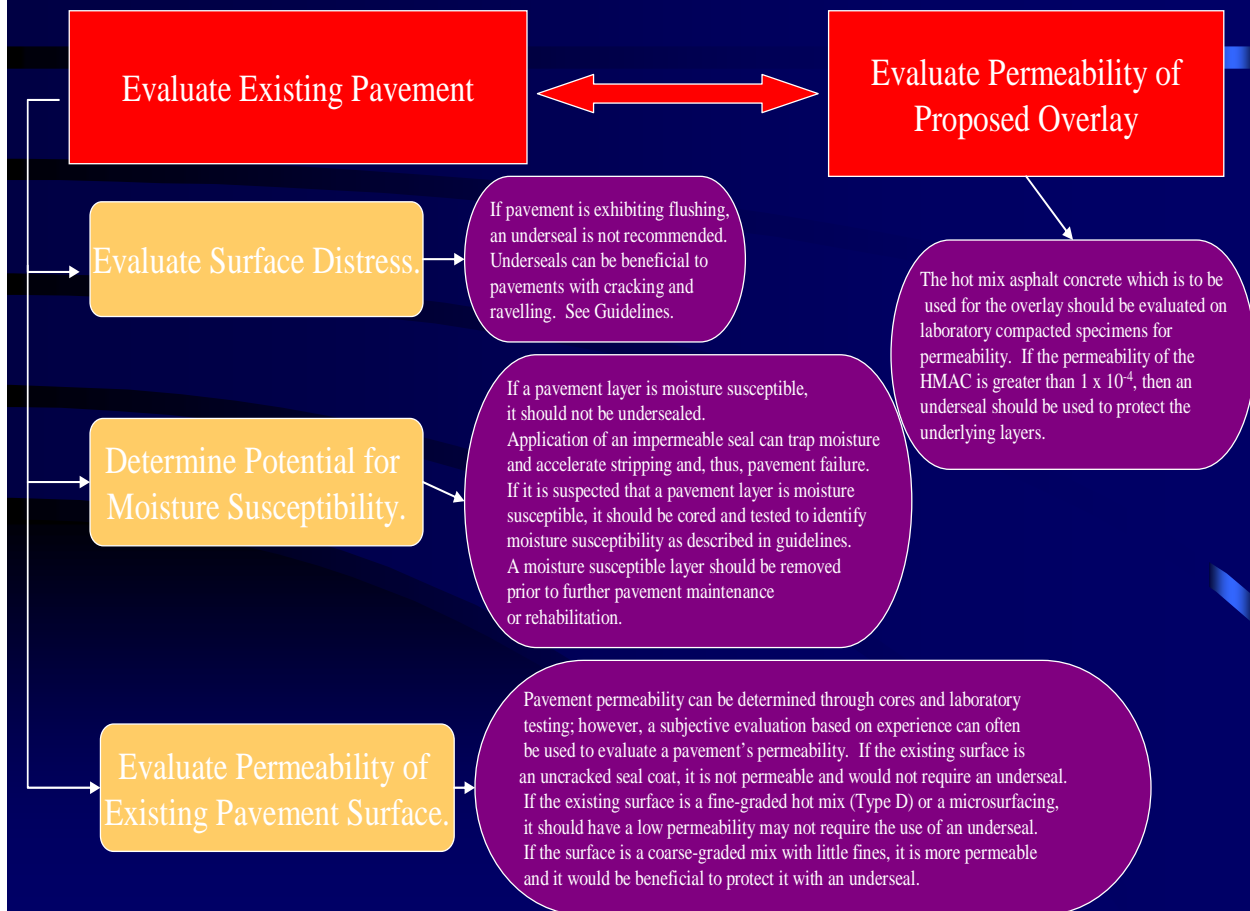 Evaluate Existing Pavement
Evaluate Permeability of
Proposed Overlay
Evaluate Surface Distress.
If pavement is exhibiting flushing,
an underseal is not recommended.
Underseals can be beneficial to
pavements with cracking and
ravelling.  See Guidelines.
The hot mix asphalt concrete which is to be
used for the overlay should be evaluated on
laboratory compacted specimens for
permeability.  If the permeability of the
HMAC is greater than 1 x 10⁻⁴, then an
underseal should be used to protect the
underlying layers.
Determine Potential for
Moisture Susceptibility.
If a pavement layer is moisture susceptible,
it should not be undersealed.
Application of an impermeable seal can trap moisture
and accelerate stripping and, thus, pavement failure.
If it is suspected that a pavement layer is moisture
susceptible, it should be cored and tested to identify
moisture susceptibility as described in guidelines.
A moisture susceptible layer should be removed
prior to further pavement maintenance
or rehabilitation.
Evaluate Permeability of
Existing Pavement Surface.
Pavement permeability can be determined through cores and laboratory
testing; however, a subjective evaluation based on experience can often
be used to evaluate a pavement’s permeability.  If the existing surface is
an uncracked seal coat, it is not permeable and would not require an underseal.
If the existing surface is a fine-graded hot mix (Type D) or a microsurfacing,
it should have a low permeability may not require the use of an underseal.
If the surface is a coarse-graded mix with little fines, it is more permeable
and it would be beneficial to protect it with an underseal.